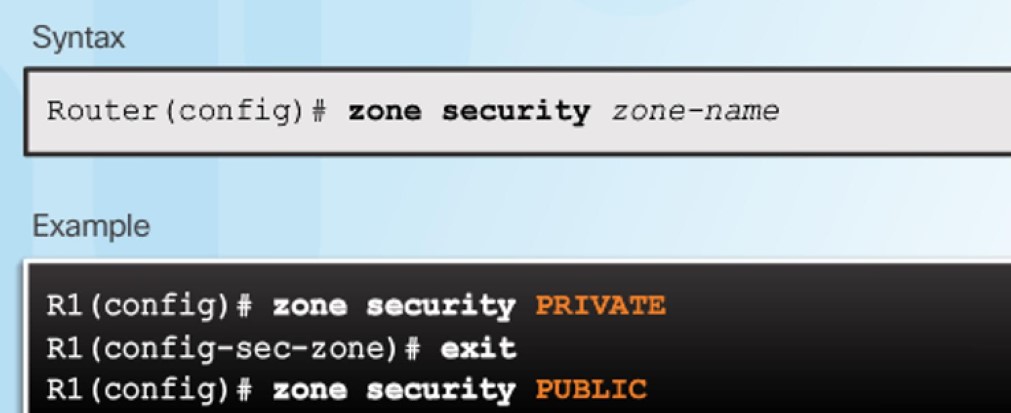 Syntax
Router(config)# zone security zone-name
Example
R1(config)# zone security PRIVATE
R1(config-sec-zone)# exit
R1(config)# zone security PUBLIC